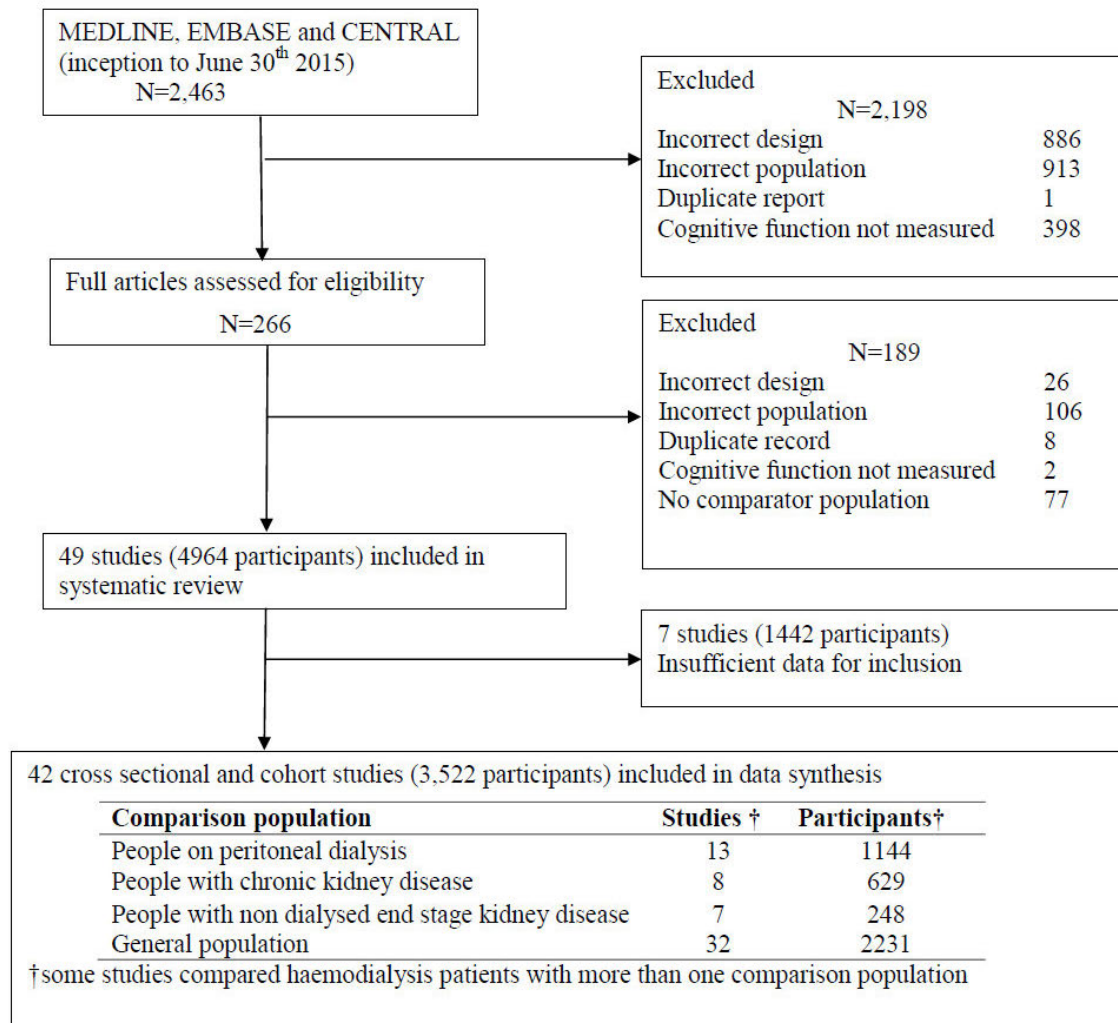 MEDLINE, EMBASE and CENTRAL
(inception to June 30th 2015)
N=2,463
Excluded
N=2,198
Incorrect design 886
Incorrect population 913
Duplicate report 1
Cognitive function not measured 398
Full articles assessed for eligibility
N=266
Excluded
N=189
Incorrect design 26
Incorrect population 106
Duplicate record 8
Cognitive function not measured 2
No comparator population 77
49 studies (4964 participants) included in
systematic review
7 studies (1442 participants)
Insufficient data for inclusion
42 cross sectional and cohort studies (3,522 participants) included in data synthesis
Comparison population Studies † Participants†
People on peritoneal dialysis 13 1144
People with chronic kidney disease 8 629
People with non dialysed end stage kidney disease 7 248
General population 32 2231
†some studies compared haemodialysis patients with more than one comparison population